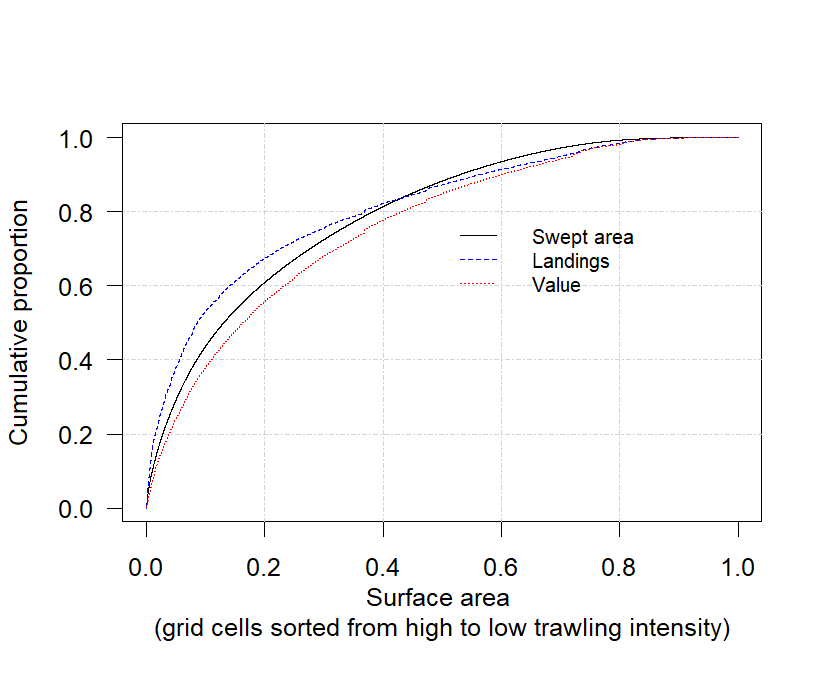 1.0
0.8
0.6
0.4
0.2
0.0
Cumulative proportion
Swept area
Landings
Value
0.0 0.2 0.4 0.6 0.8 1.0
Surface area
(grid cells sorted from high to low trawling intensity)